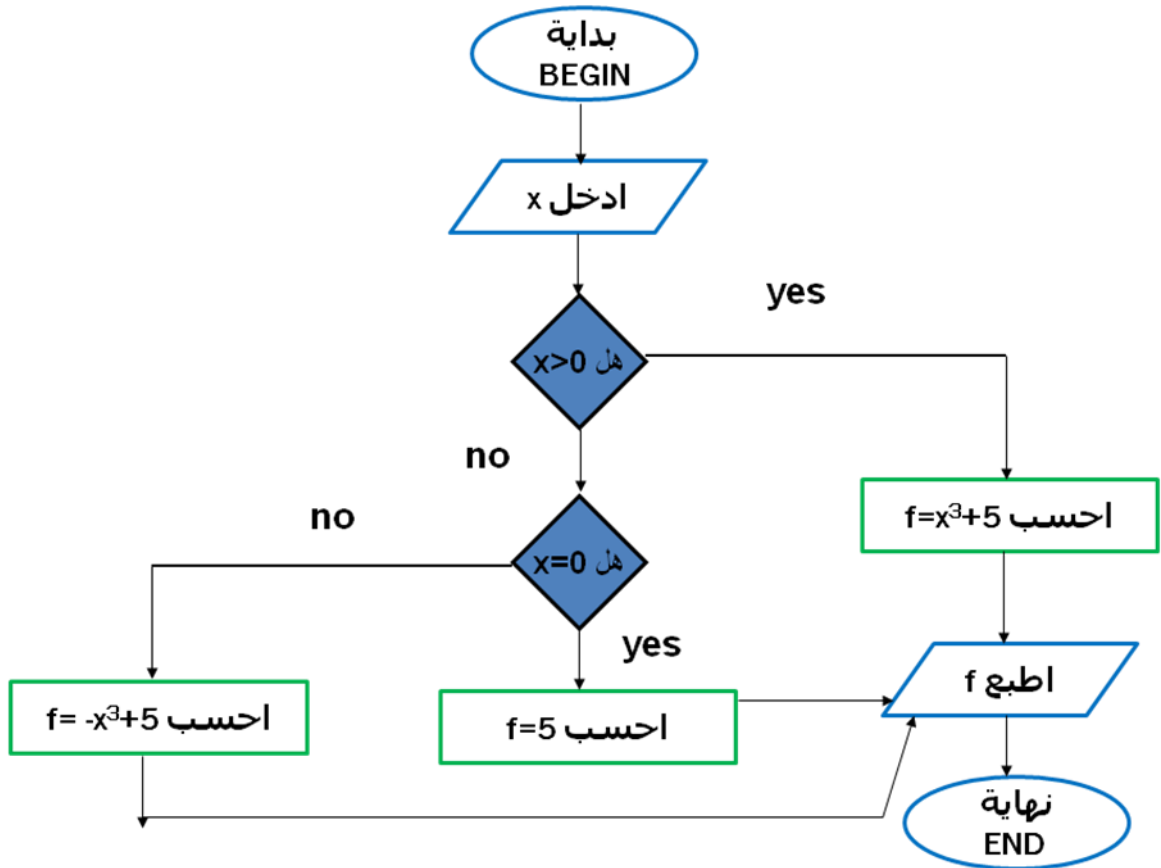 بداية
BEGIN
ادخل x
yes
هل x>0
no
احسب f=x³+5
no
هل x=0
yes
اطبع f
احسب f= -x³+5
احسب f=5
نهاية
END